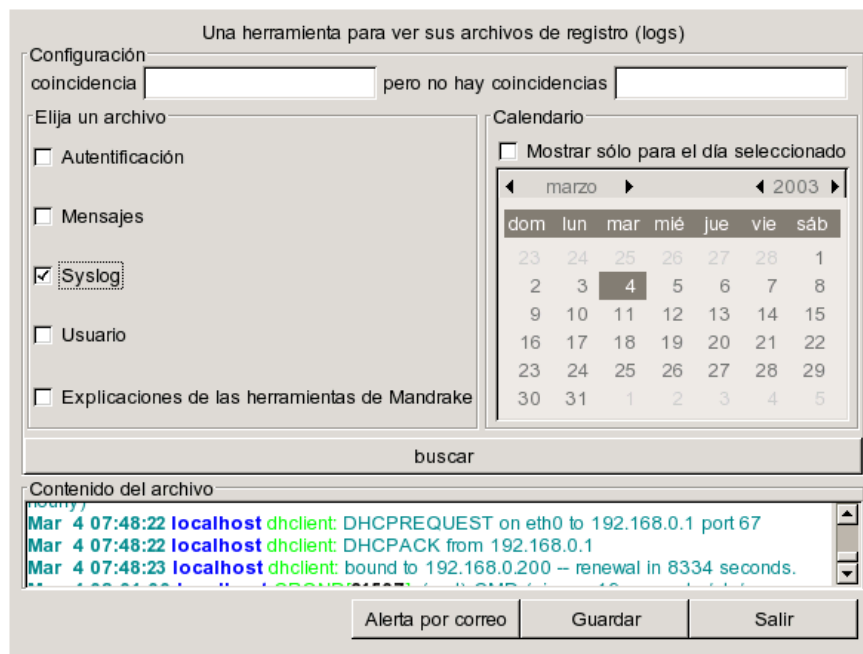 Una herramienta para ver sus archivos de registro (logs)
Configuración
coincidencia pero no hay coincidencias
Elija un archivo
Autentificación
Mensajes
Syslog
Usuario
Explicaciones de las herramientas de Mandrake
Calendario
Mostrar sólo para el día seleccionado
marzo 2003
dom lun mar mié jue vie sáb
23 24 25 26 27 28 1
2 3 4 5 6 7 8
9 10 11 12 13 14 15
16 17 18 19 20 21 22
23 24 25 26 27 28 29
30 31 1 2 3 4 5
buscar
Contenido del archivo
Mar 4 07:48:22 localhost dhclient: DHCPREQUEST on eth0 to 192.168.0.1 port 67
Mar 4 07:48:22 localhost dhclient: DHCPACK from 192.168.0.1
Mar 4 07:48:23 localhost dhclient: bound to 192.168.0.200 -- renewal in 8334 seconds.
Alerta por correo Guardar Salir